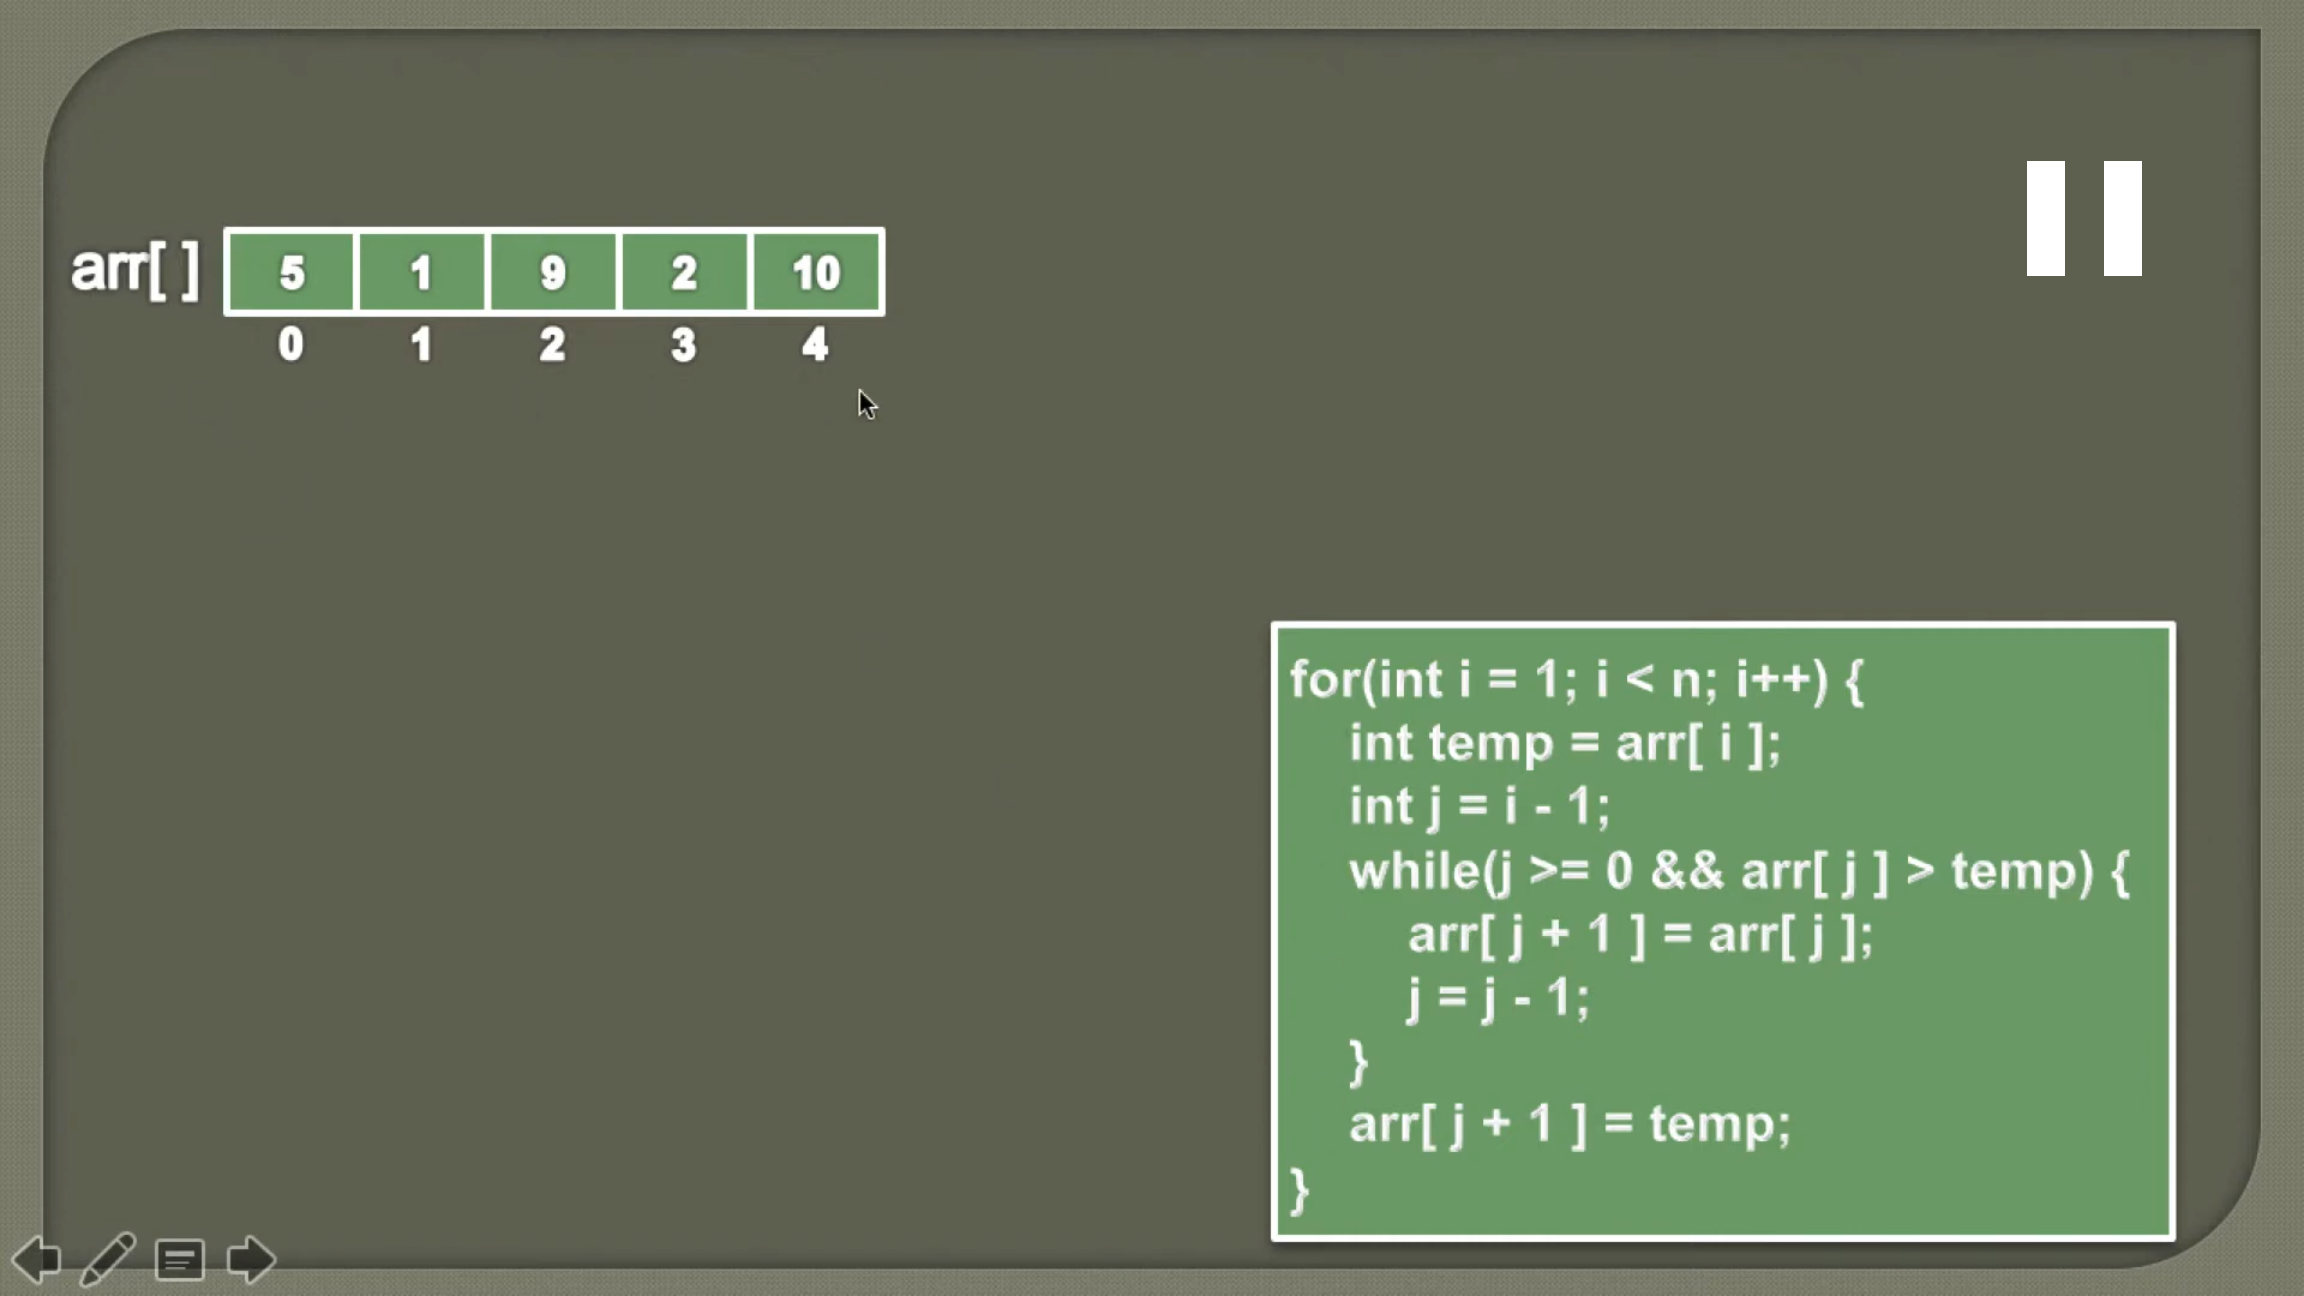 arr[ ] 5 1 9 2 10
0 1 2 3 4
for(int i = 1; i < n; i++) {
int temp = arr[ i ];
int j = i - 1;
while(j >= 0 && arr[ j ] > temp) {
arr[ j + 1 ] = arr[ j ];
j = j - 1;
}
arr[ j + 1 ] = temp;
}